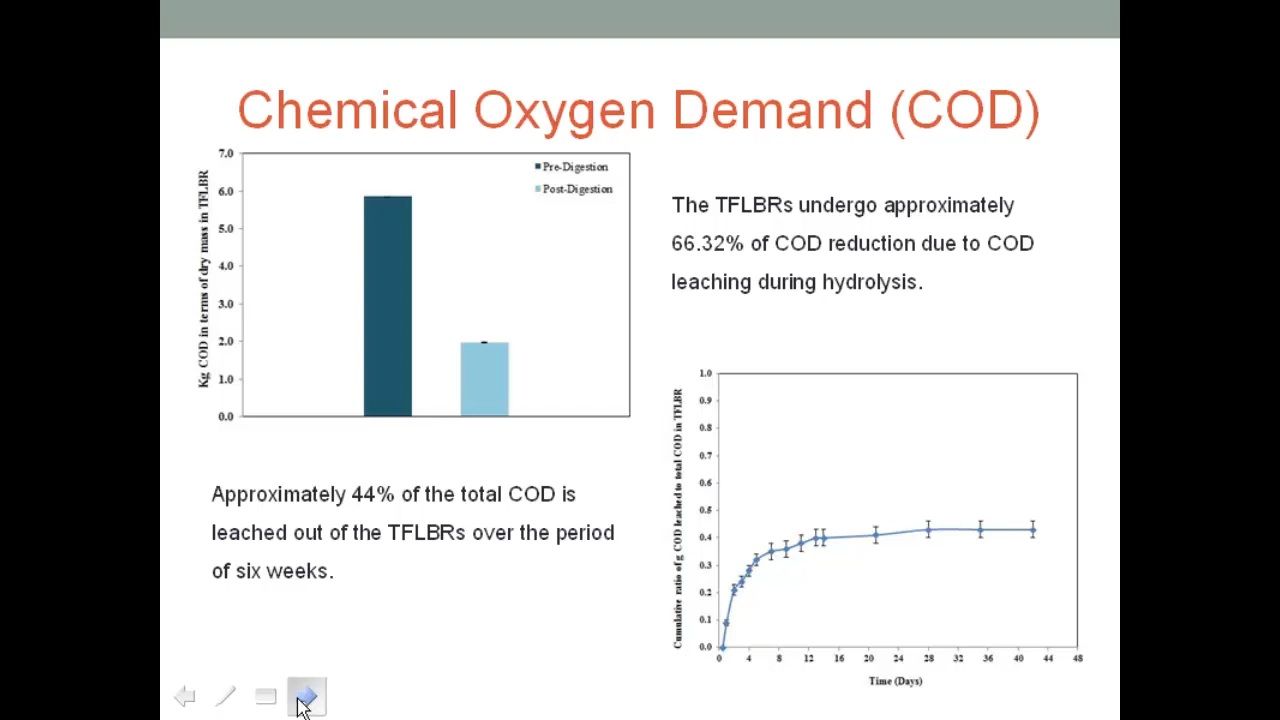 Chemical Oxygen Demand (COD)
7.0
6.0
5.0
4.0
3.0
2.0
1.0
0.0
Kg COD in terms of dry mass in TFLBR
Pre-Digestion
Post-Digestion
The TFLBRs undergo approximately
66.32% of COD reduction due to COD
leaching during hydrolysis.
Approximately 44% of the total COD is
leached out of the TFLBRs over the period
of six weeks.
Cumulative ratio of g COD leached to total COD in TFLBR
1.0
0.9
0.8
0.7
0.6
0.5
0.4
0.3
0.2
0.1
0.0
0 4 8 12 16 20 24 28 32 36 40 44 48
Time (Days)